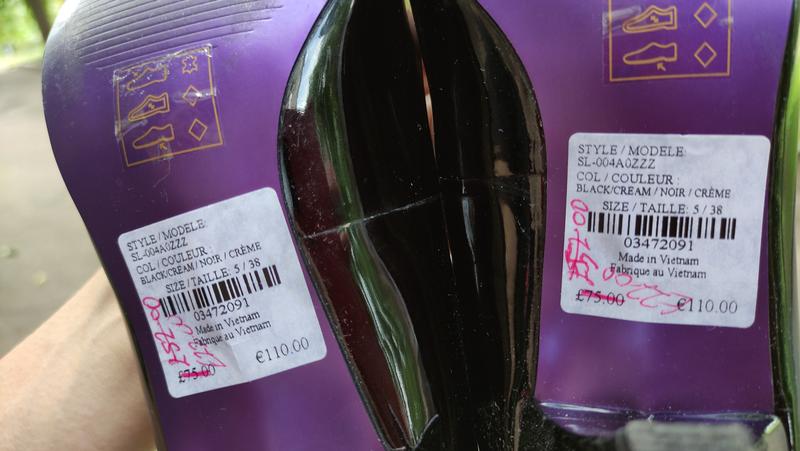 STYLE / MODELE:
SL-004A0ZZZ
COL / COULEUR :
BLACK/CREAM / NOIR / CRÈME
SIZE / TAILLE: 5 / 38
03472091
Made in Vietnam
Fabrique au Vietnam
£75.00
€110.00
STYLE / MODELE:
SL-004A0ZZZ
COL / COULEUR :
BLACK/CREAM / NOIR / CRÈME
SIZE / TAILLE: 5 / 38
03472091
Made in Vietnam
Fabrique au Vietnam
£75.00 €110.00